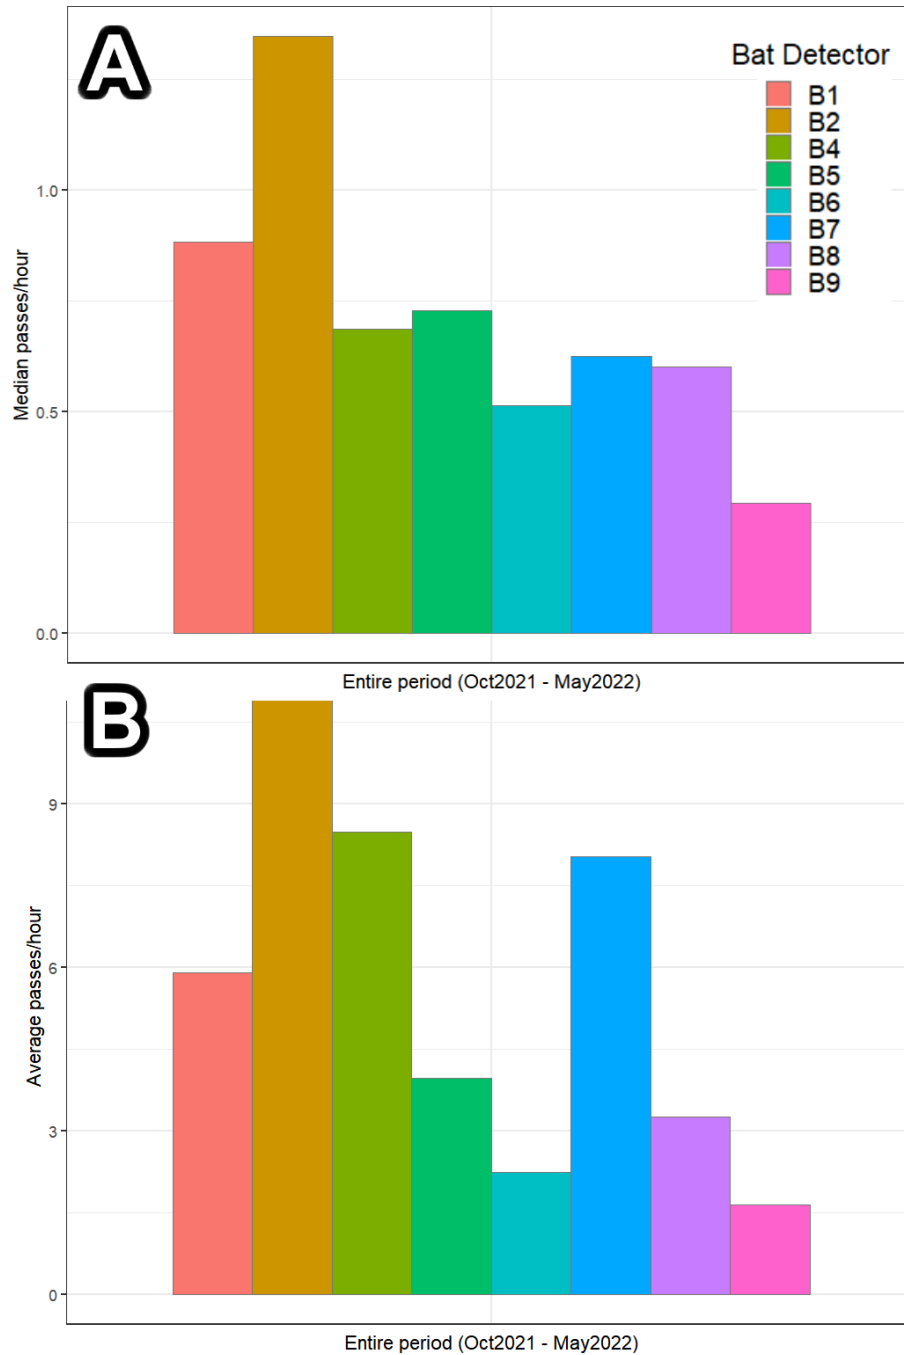 A
Bat Detector
B1
B2
B4
B5
B6
B7
B8
B9
1.0
0.5
0.0
Median passes/hour
Entire period (Oct2021 - May2022)
B
9
6
3
0
Average passes/hour
Entire period (Oct2021 - May2022)